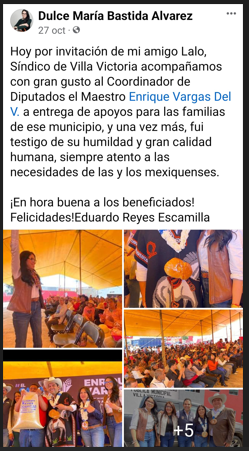 Dulce María Bastida Alvarez
27 oct ·
Hoy por invitación de mi amigo Lalo,
Síndico de Villa Victoria acompañamos
con gran gusto al Coordinador de
Diputados el Maestro Enrique Vargas Del
V. a entrega de apoyos para las familias
de ese municipio, y una vez más, fui
testigo de su humildad y gran calidad
humana, siempre atento a las
necesidades de las y los mexiquenses.
¡En hora buena a los beneficiados!
Felicidades!Eduardo Reyes Escamilla
ENRIQUE
+5